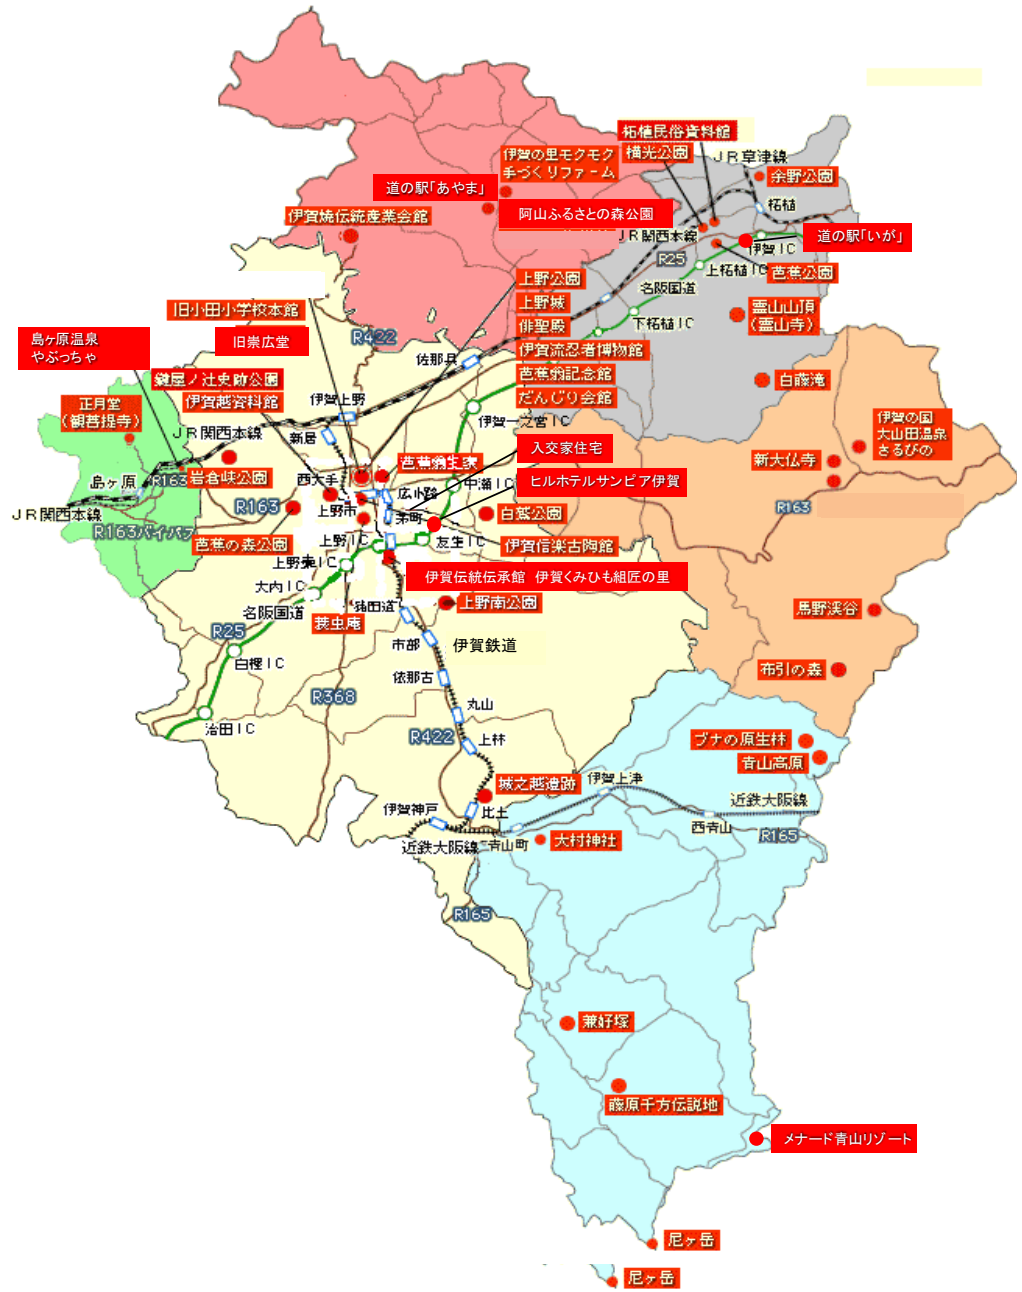 柘植民俗資料館
横光公園
JR草津線
伊賀の里モクモク
手づくりファーム
余野公園
道の駅「あやま」
柘植
阿山ふるさとの森公園
伊賀焼伝統産業会館
JR関西本線
道の駅「いが」
伊賀IC
R25
上柘植IC
芭蕉公園
上野公園
名阪国道
旧小田小学校本館
上野城
霊山山頂
(霊山寺)
俳聖殿
下柘植IC
島ヶ原温泉
やぶっちゃ
旧崇広堂
R422
佐那具
伊賀流忍者博物館
鍵屋ノ辻史跡公園
芭蕉翁記念館
白藤滝
伊賀越資料館
伊賀上野
だんじり会館
正月堂
(観菩提寺)
伊賀一之宮IC
伊賀の国
大山田温泉
さるびの
JR関西本線
新居
入交家住宅
芭蕉翁生家
新大仏寺
島ヶ原
R163
岩倉峡公園
西大手
広小路
中瀬IC
ヒルホテルサンピア伊賀
JR関西本線
R163
上野市
茅町
白鷺公園
R163
R163バイパス
芭蕉の森公園
上野IC
友生IC
伊賀信楽古陶館
上野東IC
伊賀伝統伝承館 伊賀くみひも組匠の里
大内IC
名阪国道
猪田道
上野南公園
馬野渓谷
蓑虫庵
R25
市部
伊賀鉄道
白樫IC
依那古
布引の森
R368
丸山
治田IC
R422
上林
ブナの原生林
青山高原
城之越遺跡
伊賀上津
伊賀神戸
比土
近鉄大阪線
西青山
R165
近鉄大阪線
青山町
大村神社
R165
兼好塚
藤原千方伝説地
メナード青山リゾート
尼ヶ岳
尼ヶ岳